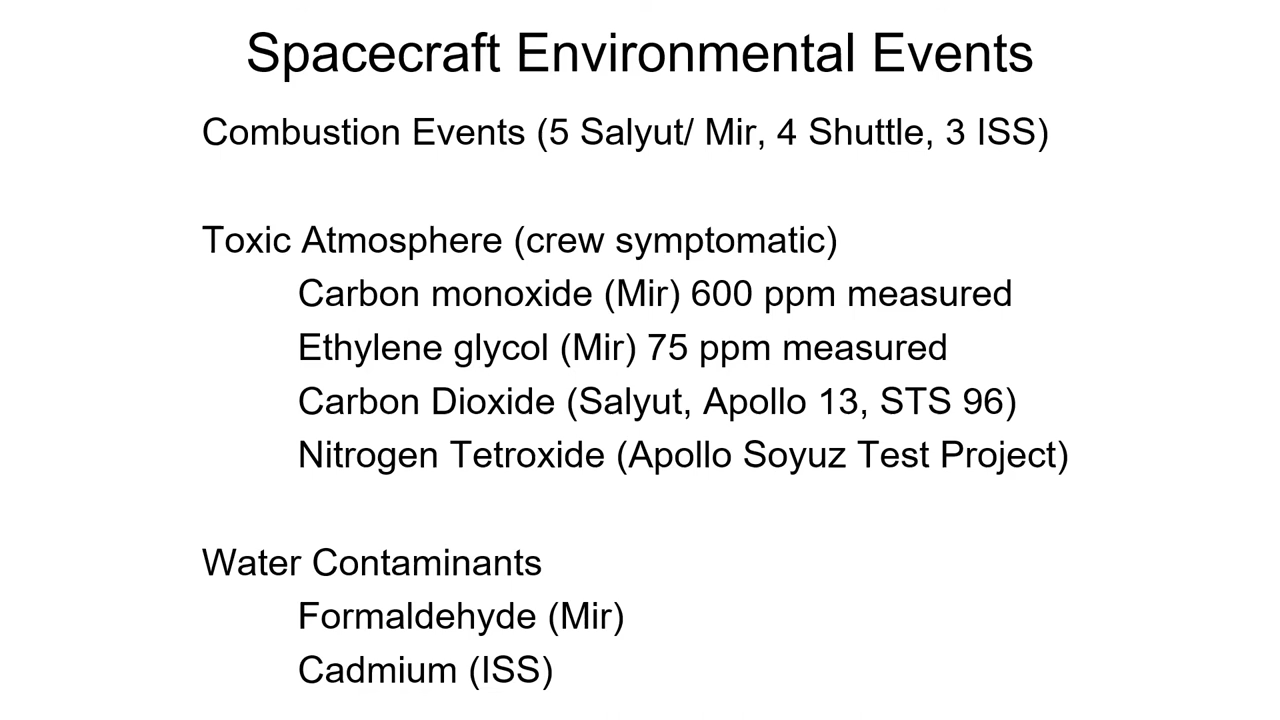 Spacecraft Environmental Events
Combustion Events (5 Salyut/ Mir, 4 Shuttle, 3 ISS)
Toxic Atmosphere (crew symptomatic)
Carbon monoxide (Mir) 600 ppm measured
Ethylene glycol (Mir) 75 ppm measured
Carbon Dioxide (Salyut, Apollo 13, STS 96)
Nitrogen Tetroxide (Apollo Soyuz Test Project)
Water Contaminants
Formaldehyde (Mir)
Cadmium (ISS)